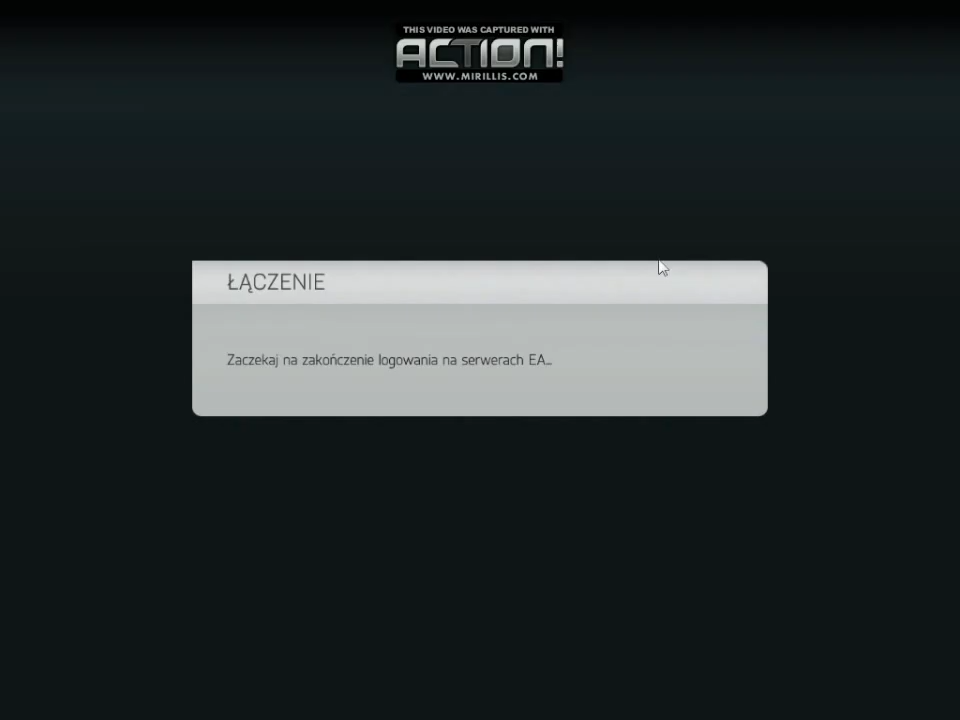 THIS VIDEO WAS CAPTURED WITH
ACTION!
WWW.MIRILLIS.COM
ŁĄCZENIE
Zaczekaj na zakończenie logowania na serwerach EA...